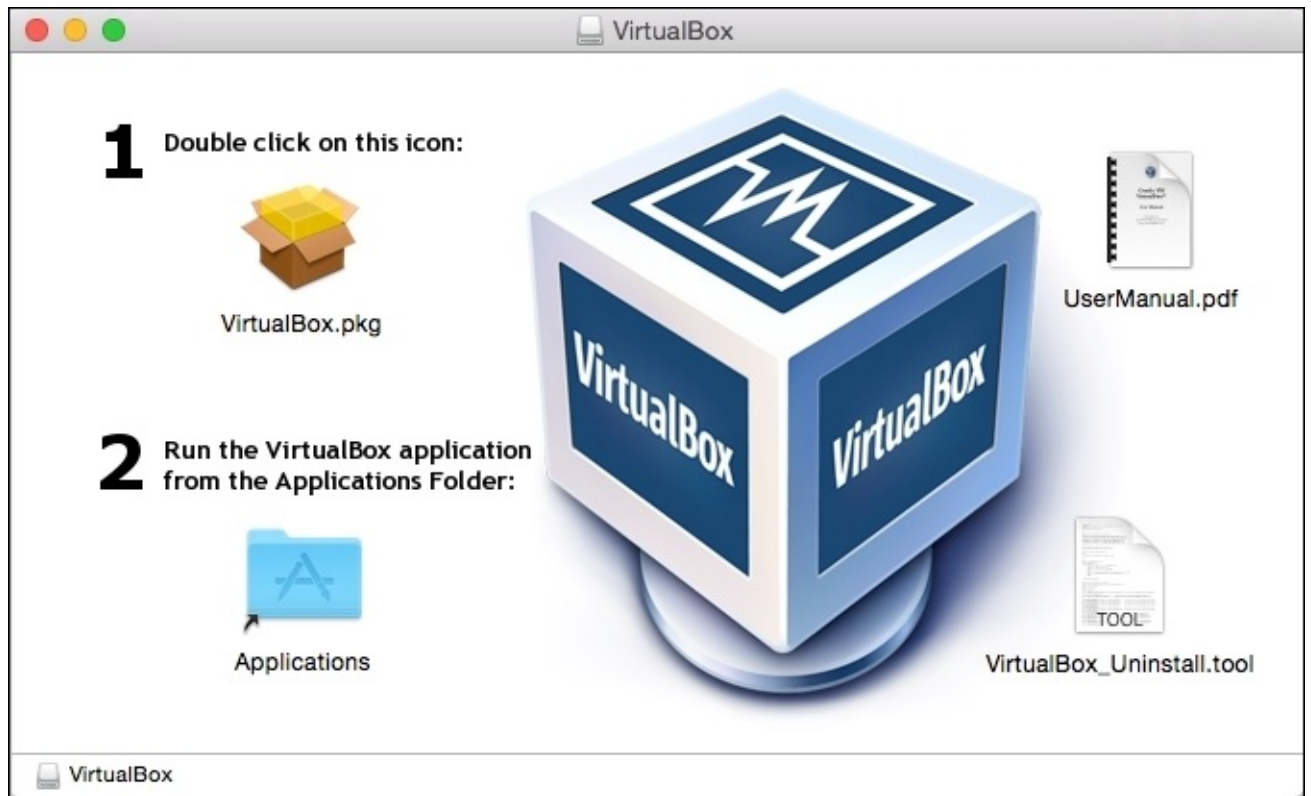 VirtualBox
1 Double click on this icon:
VirtualBox.pkg
UserManual.pdf
VirtualBox
VirtualBox
2 Run the VirtualBox application
from the Applications Folder:
Applications
TOOL
VirtualBox_Uninstall.tool
VirtualBox